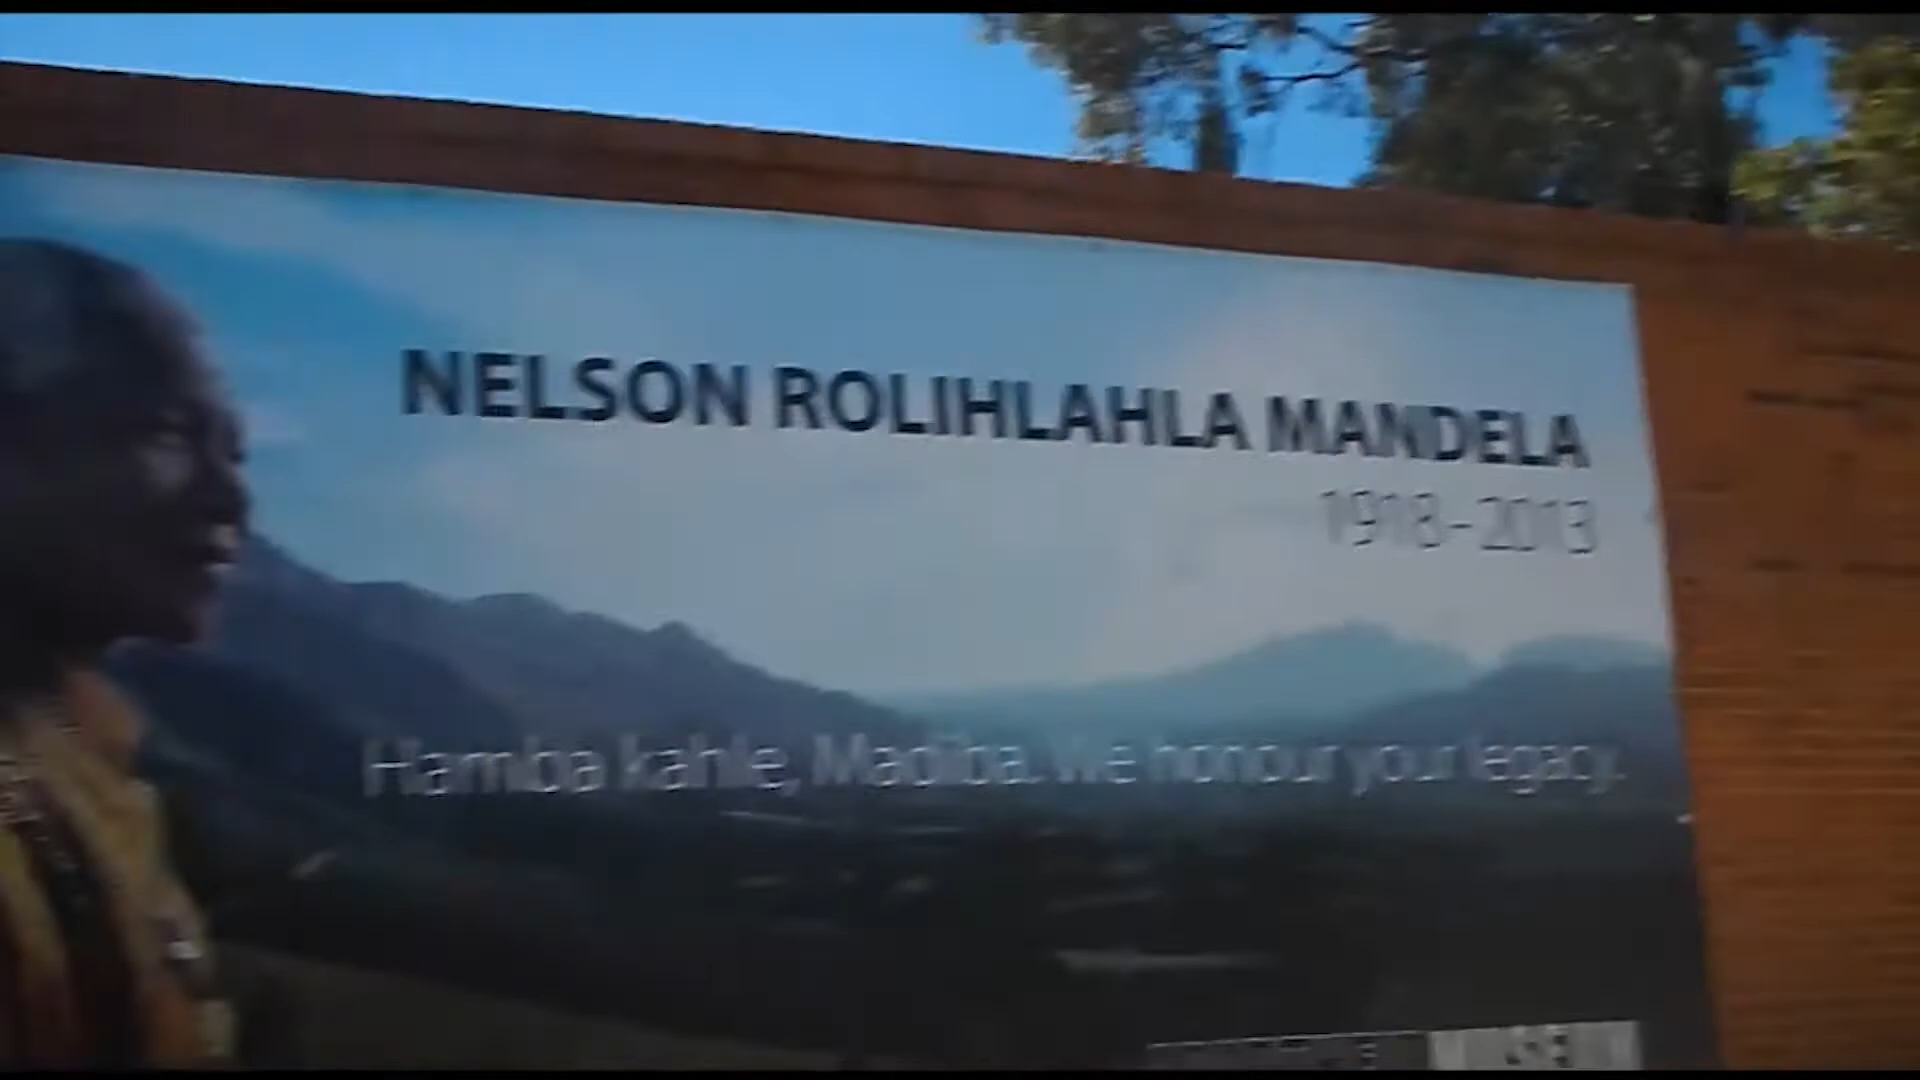 NELSON ROLIHLAHLA MANDELA
1918-2013
Hamba kahle, Madiba. We honour your legacy.